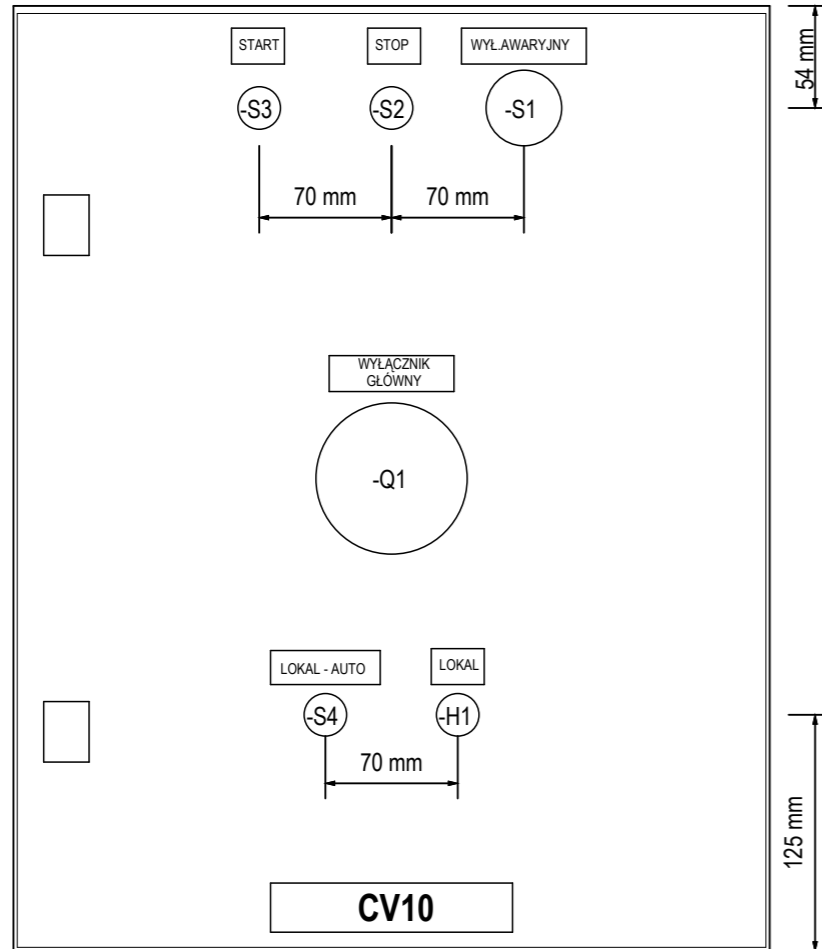 START
STOP
WYŁ.AWARYJNY
54 mm
-S3
-S2
-S1
70 mm
70 mm
WYŁĄCZNIK
GŁÓWNY
-Q1
LOKAL - AUTO
LOKAL
-S4
-H1
70 mm
125 mm
CV10